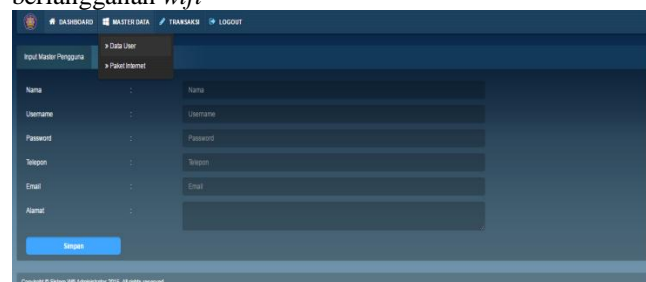 berlangganan wifi
DASHBOARD MASTER DATA TRANSAKSI LOGOUT
» Data User
Input Master Pengguna
» Paket Internet
Nama : Nama
Username : Username
Password : Password
Telepon : Telepon
Email : Email
Alamat :
Simpan